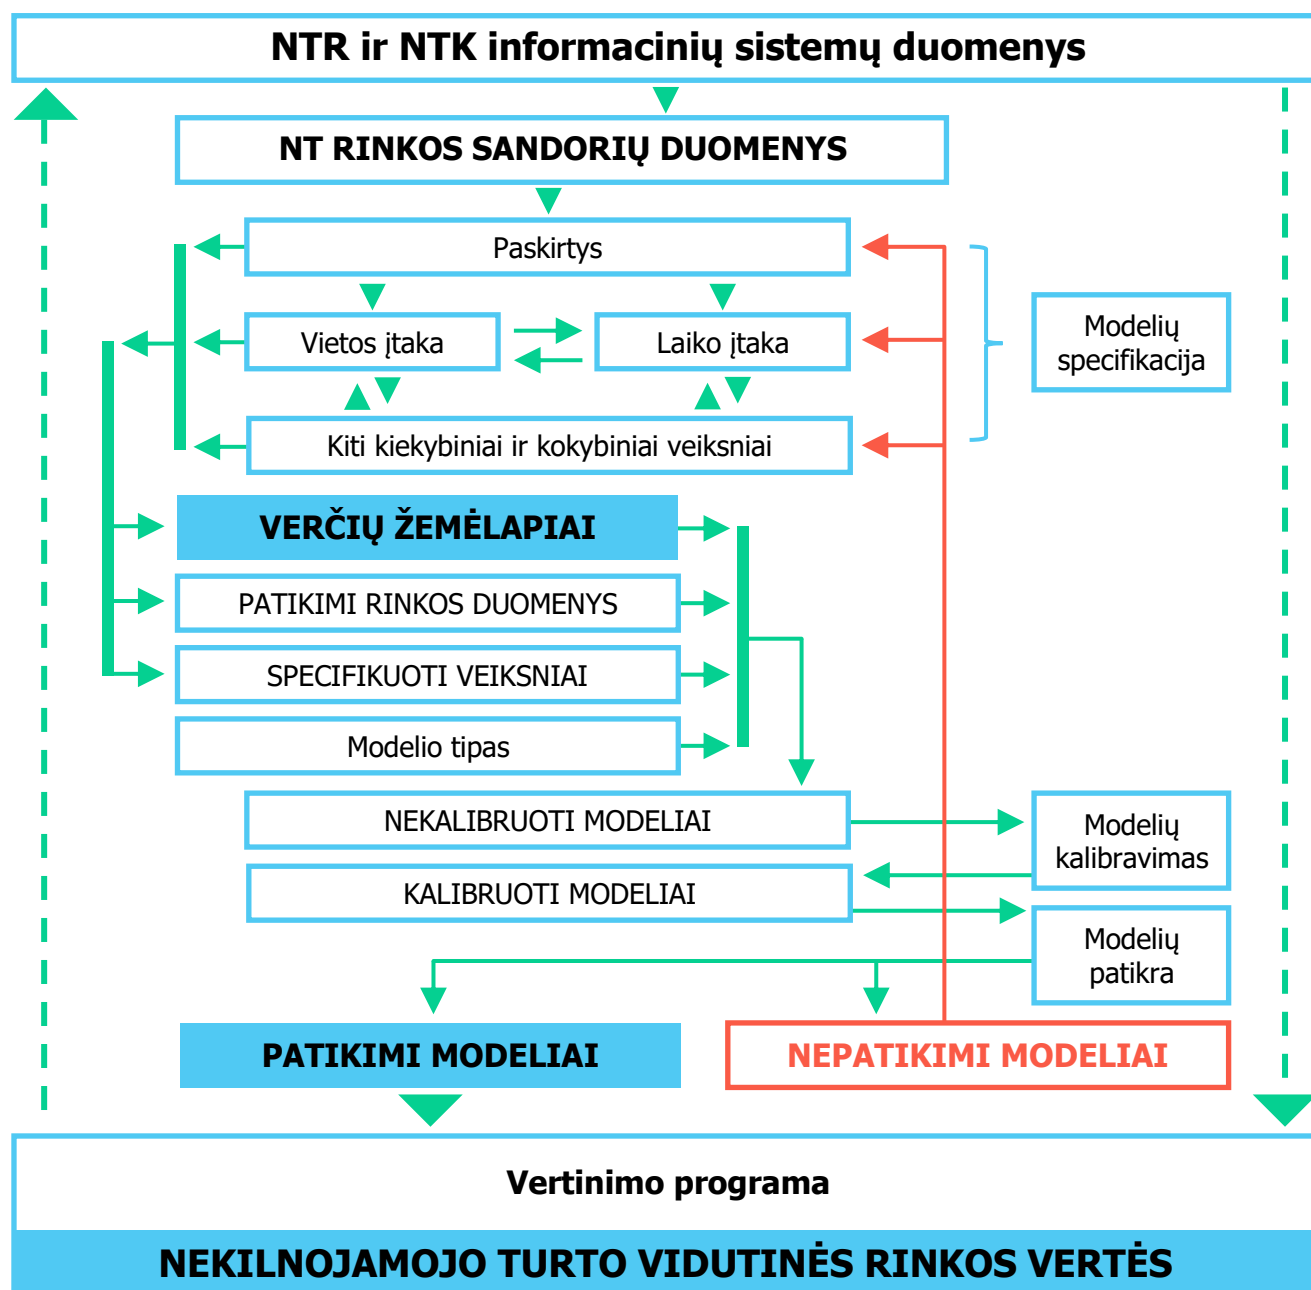 NTR ir NTK informacinių sistemų duomenys
NT RINKOS SANDORIŲ DUOMENYS
Paskirtys
Vietos įtaka
Laiko įtaka
Modelių
specifikacija
Kiti kiekybiniai ir kokybiniai veiksniai
VERČIŲ ŽEMĖLAPIAI
PATIKIMI RINKOS DUOMENYS
SPECIFIKUOTI VEIKSNIAI
Modelio tipas
NEKALIBRUOTI MODELIAI
Modelių
kalibravimas
KALIBRUOTI MODELIAI
Modelių
patikra
PATIKIMI MODELIAI
NEPATIKIMI MODELIAI
Vertinimo programa
NEKILNOJAMOJO TURTO VIDUTINĖS RINKOS VERTĖS